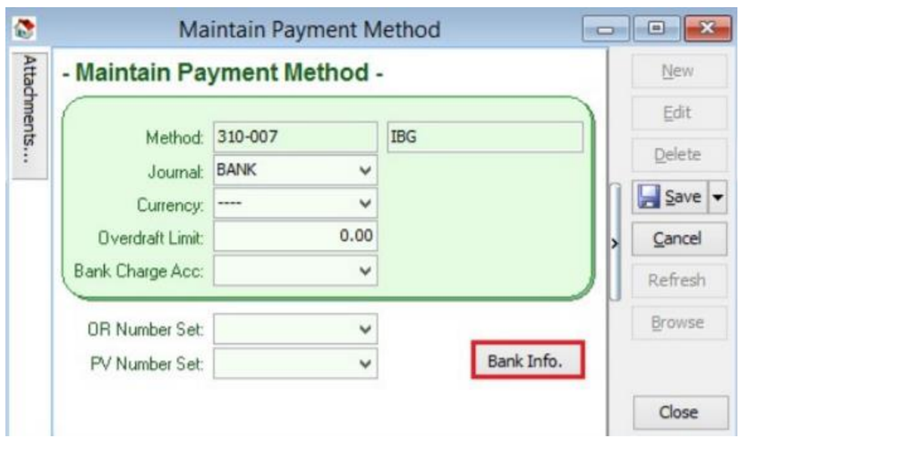 Maintain Payment Method
Attachments...
- Maintain Payment Method -
Method: 310-007 IBG
Journal: BANK
Currency: ----
Overdraft Limit: 0.00
Bank Charge Acc:
OR Number Set:
PV Number Set:
Bank Info.
New
Edit
Delete
Save
Cancel
Refresh
Browse
Close